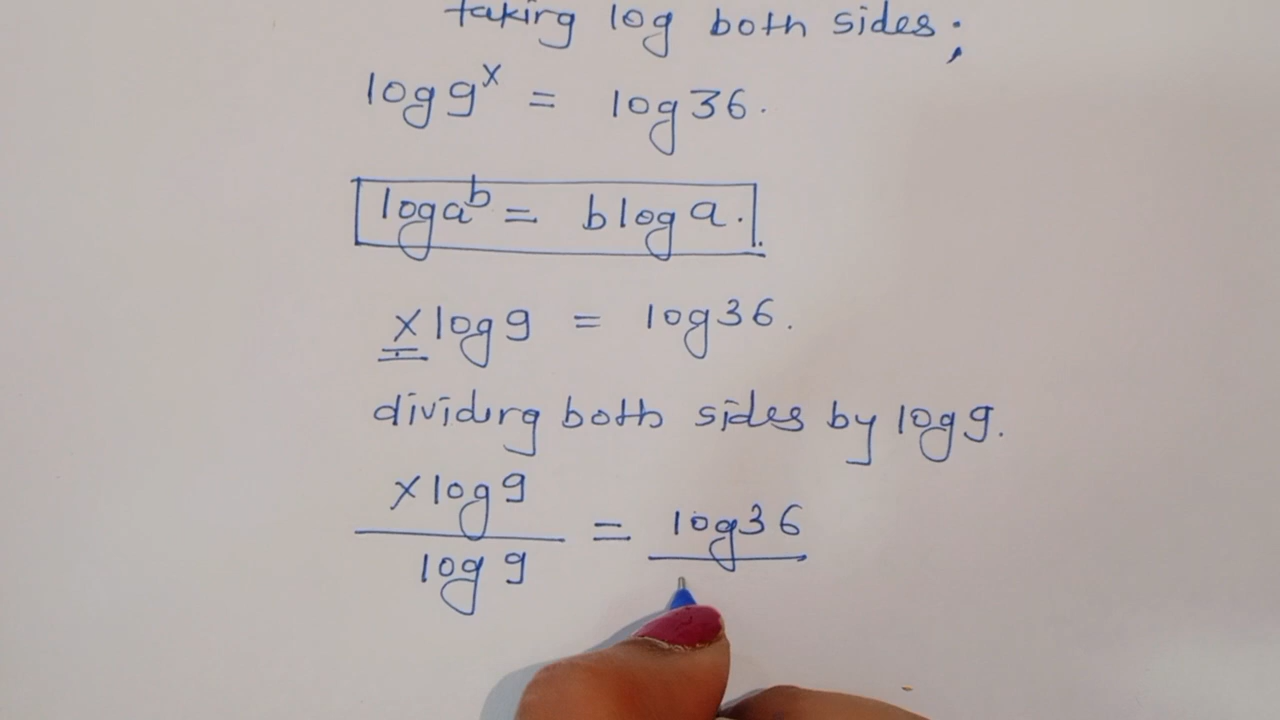 taking log both sides;
log 9^x = log 36.
log a^b = b log a.
x log 9 = log 36.
dividing both sides by log 9.
x log 9 / log 9 = log 36 /